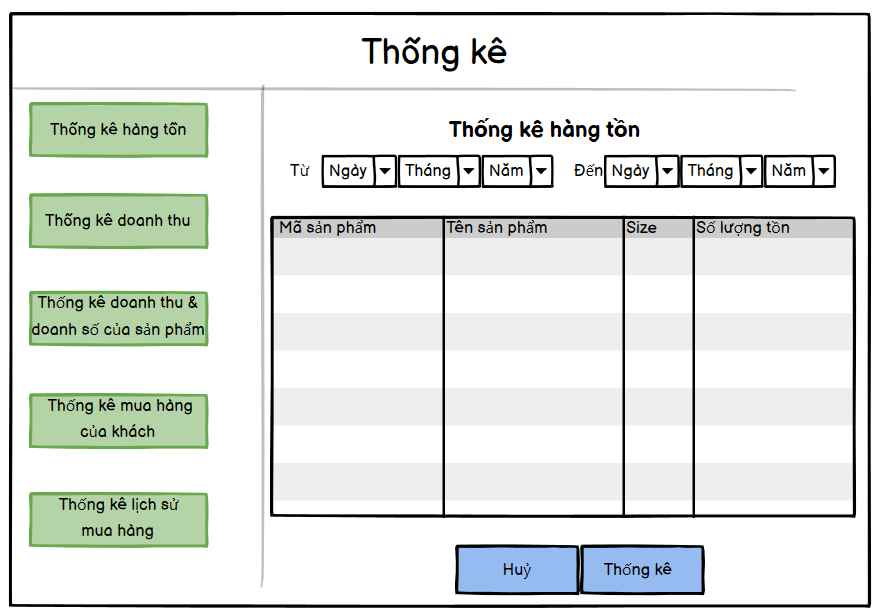 Thống kê
Thống kê hàng tồn
Thống kê doanh thu
Thống kê doanh thu &
doanh số của sản phẩm
Thống kê mua hàng
của khách
Thống kê lịch sử
mua hàng
Thống kê hàng tồn
Từ Ngày Tháng Năm Đến Ngày Tháng Năm
Mã sản phẩm Tên sản phẩm Size Số lượng tồn
Huỷ Thống kê